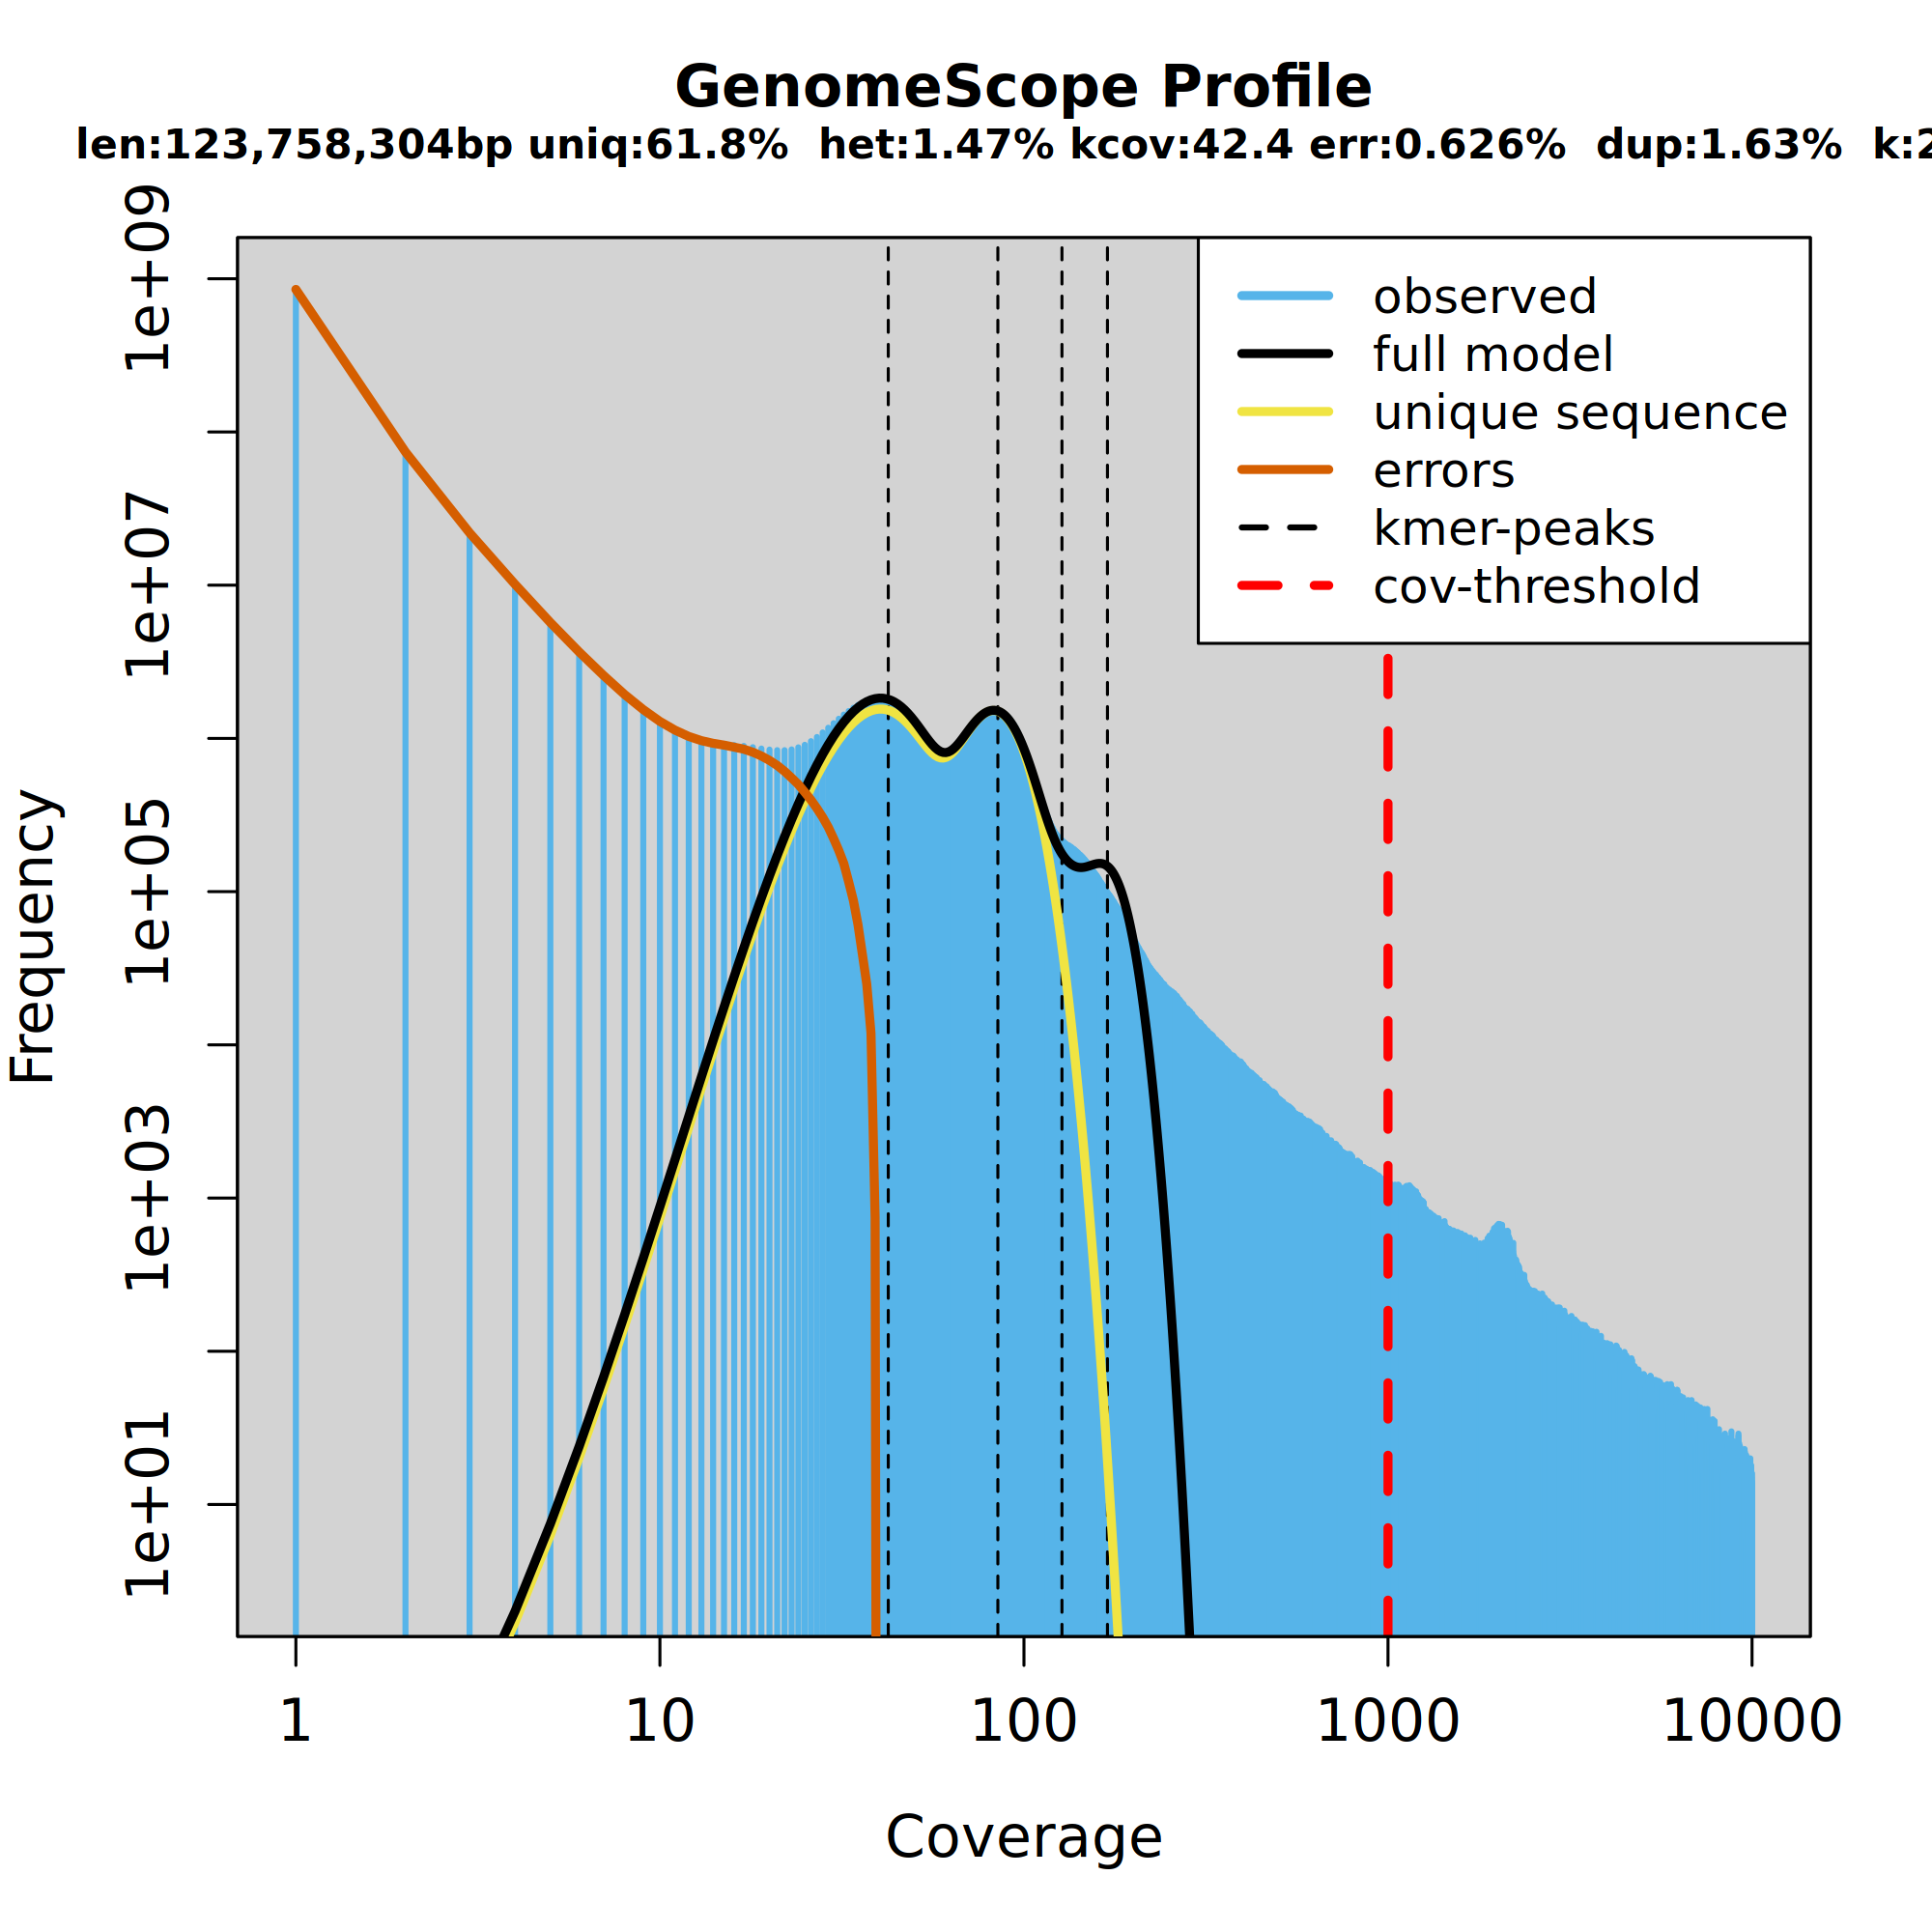 GenomeScope Profile
len:123,758,304bp uniq:61.8% het:1.47% kcov:42.4 err:0.626% dup:1.63% k:2
observed
full model
unique sequence
errors
kmer-peaks
cov-threshold
Frequency
1e+09
1e+07
1e+05
1e+03
1e+01
1 10 100 1000 10000
Coverage